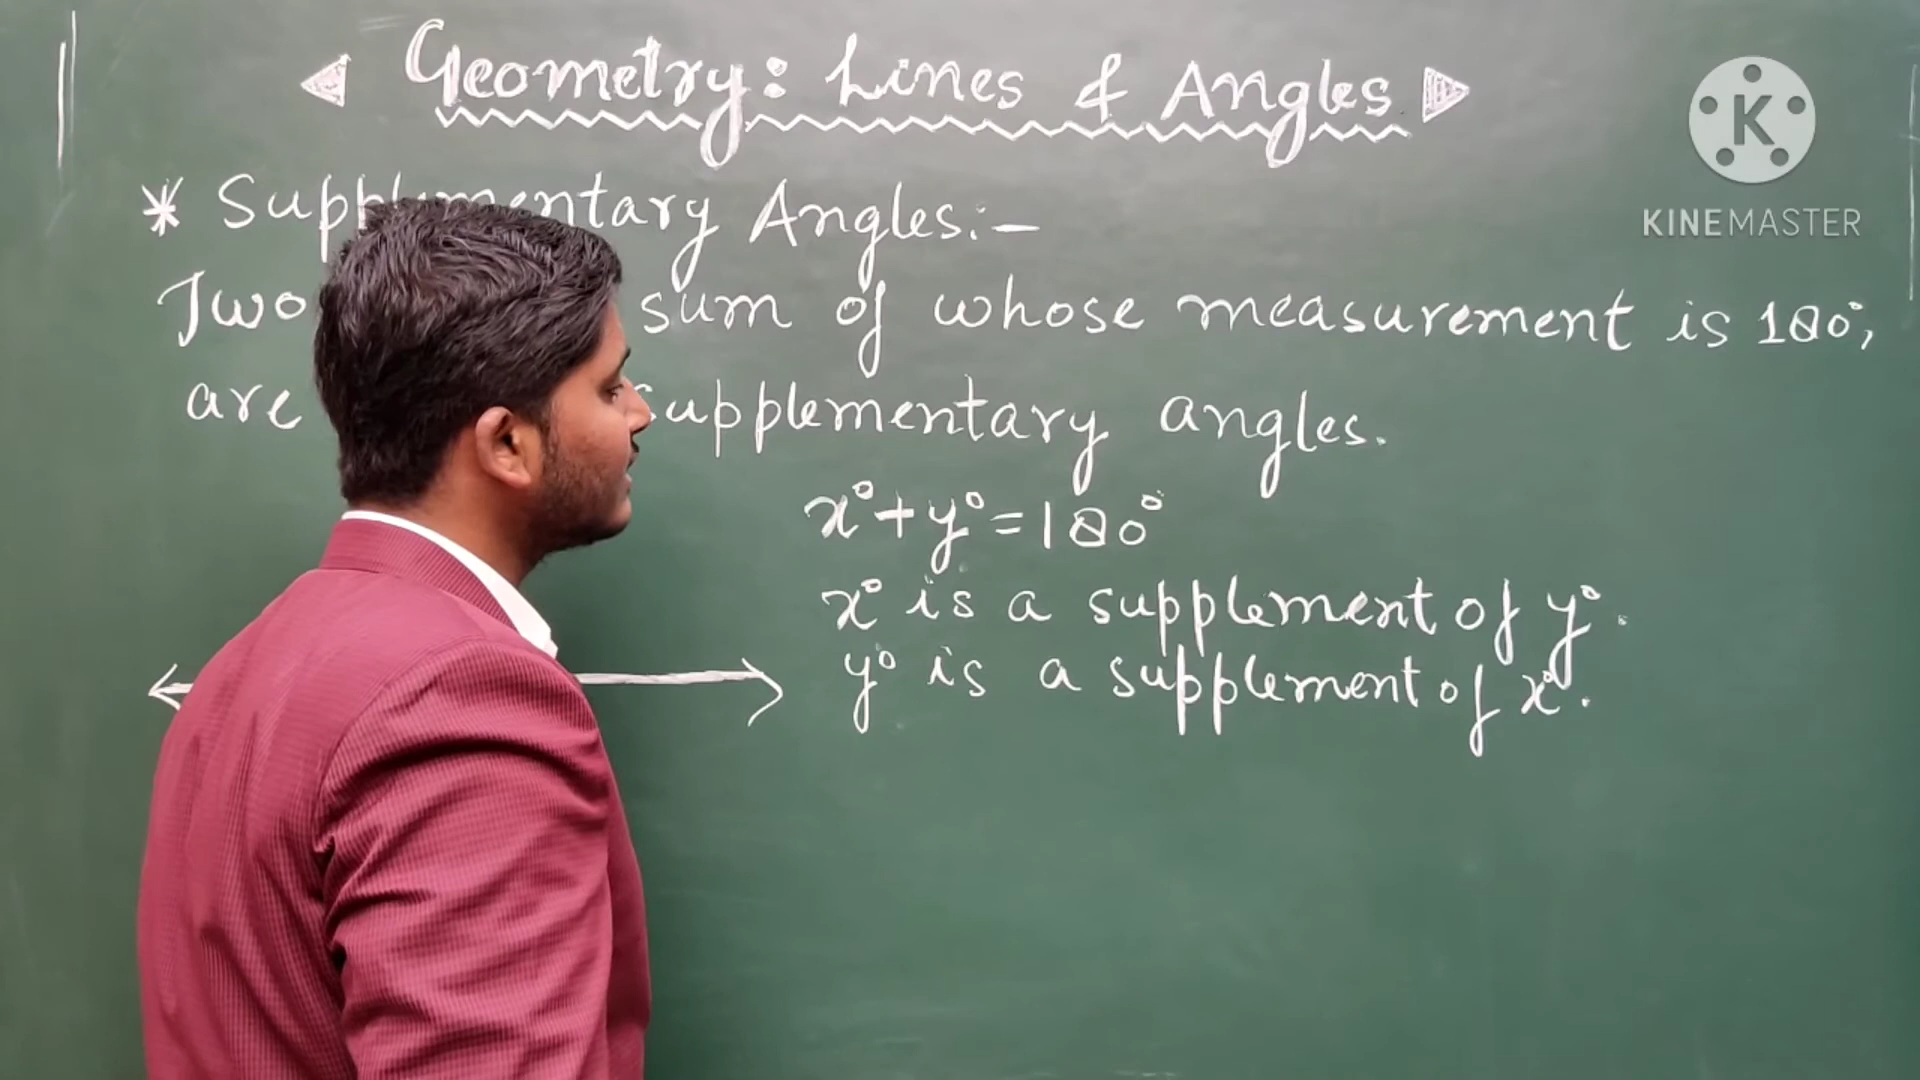 Geometry: Lines & Angles
* Supplementary Angles:-
Two sum of whose measurement is 180°,
are supplementary angles.
x°+y°=180°
x° is a supplement of y°.
y° is a supplement of x°.
K
KINEMASTER